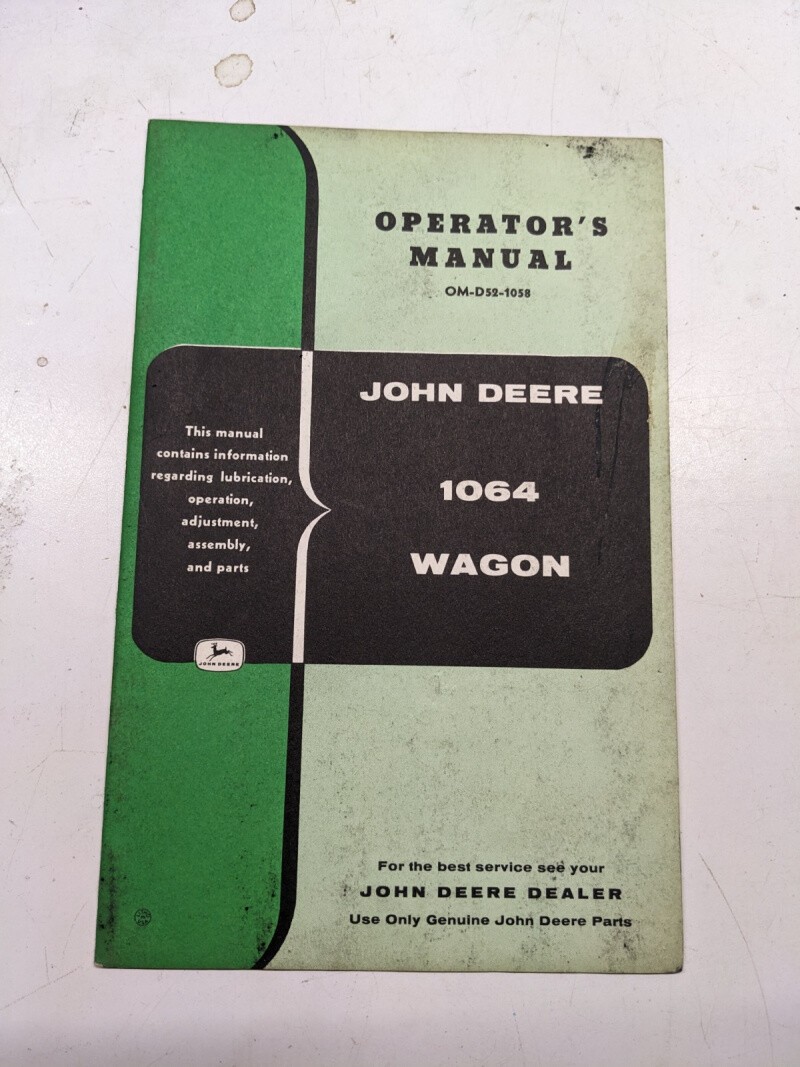 OPERATOR'S
MANUAL
OM-D52-1058
JOHN DEERE
1064
WAGON
This manual
contains information
regarding lubrication,
operation,
adjustment,
assembly,
and parts
JOHN DEERE
For the best service see your
JOHN DEERE DEALER
Use Only Genuine John Deere Parts